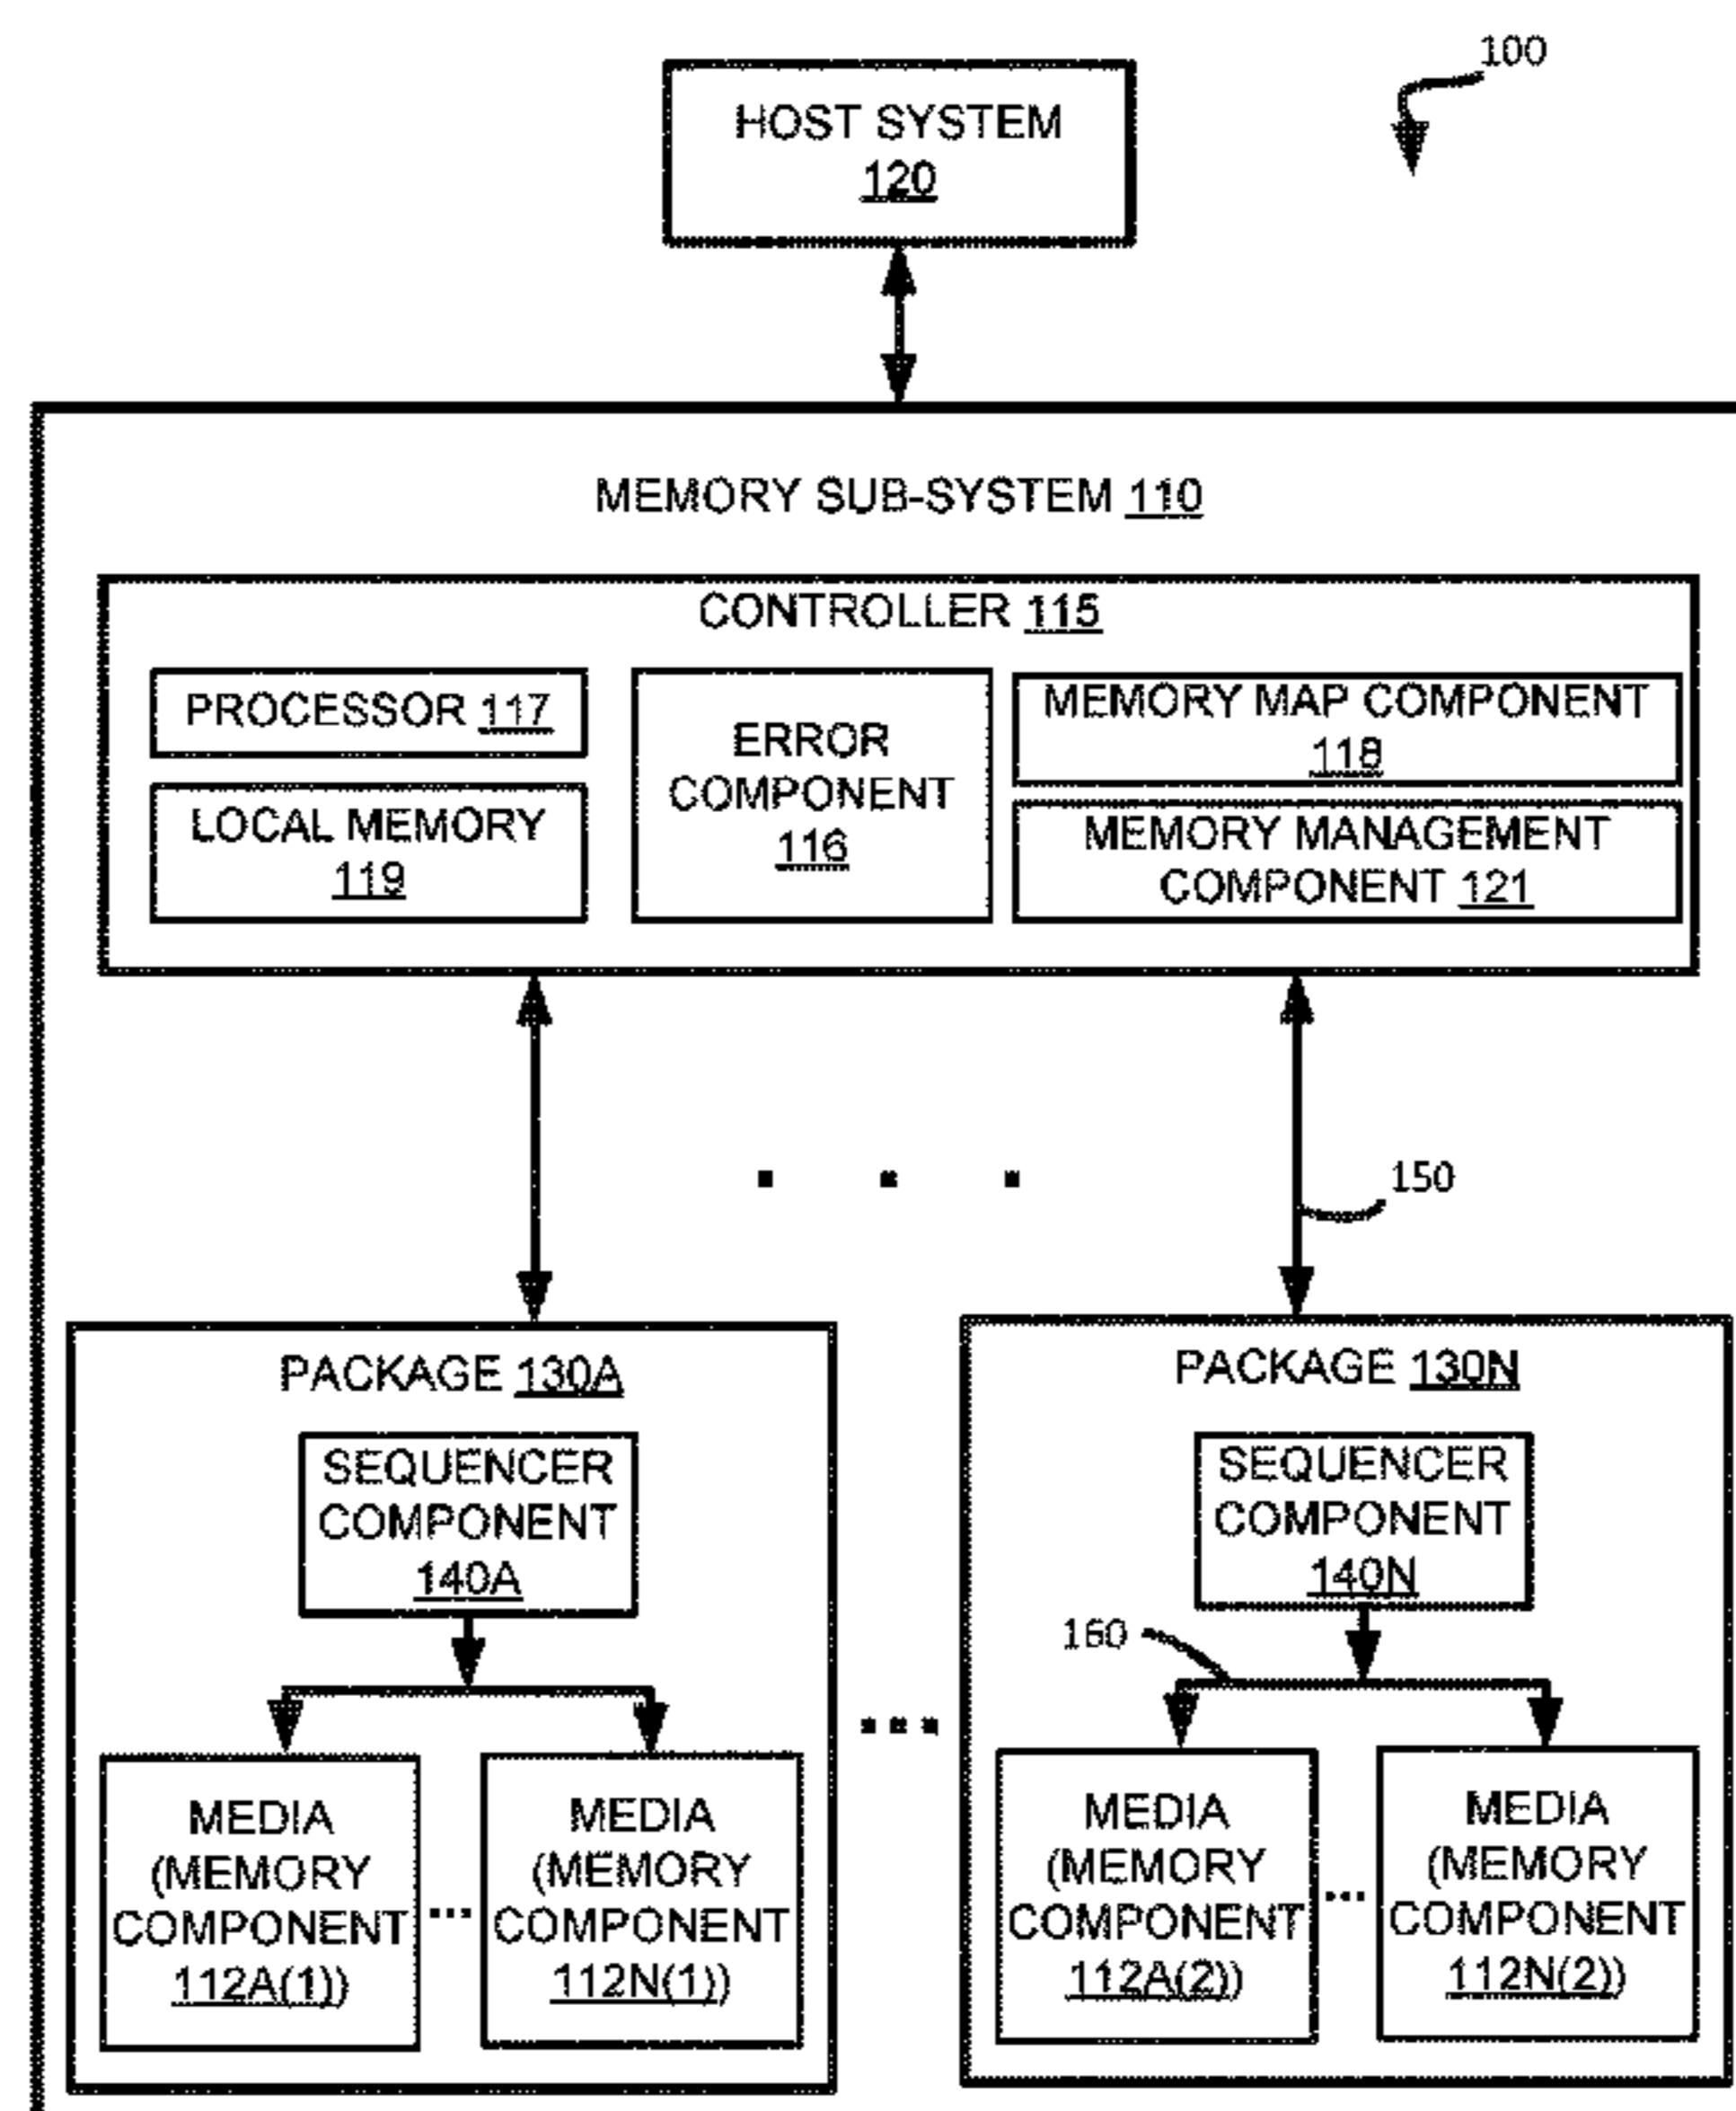 100
HOST SYSTEM
120
MEMORY SUB-SYSTEM 110
CONTROLLER 115
PROCESSOR 117
LOCAL MEMORY
119
ERROR
COMPONENT
116
MEMORY MAP COMPONENT
118
MEMORY MANAGEMENT
COMPONENT 121
. . .
150
PACKAGE 130A
SEQUENCER
COMPONENT
140A
MEDIA
(MEMORY
COMPONENT
112A(1))
...
MEDIA
(MEMORY
COMPONENT
112N(1))
...
PACKAGE 130N
SEQUENCER
COMPONENT
140N
160
MEDIA
(MEMORY
COMPONENT
112A(2))
...
MEDIA
(MEMORY
COMPONENT
112N(2))